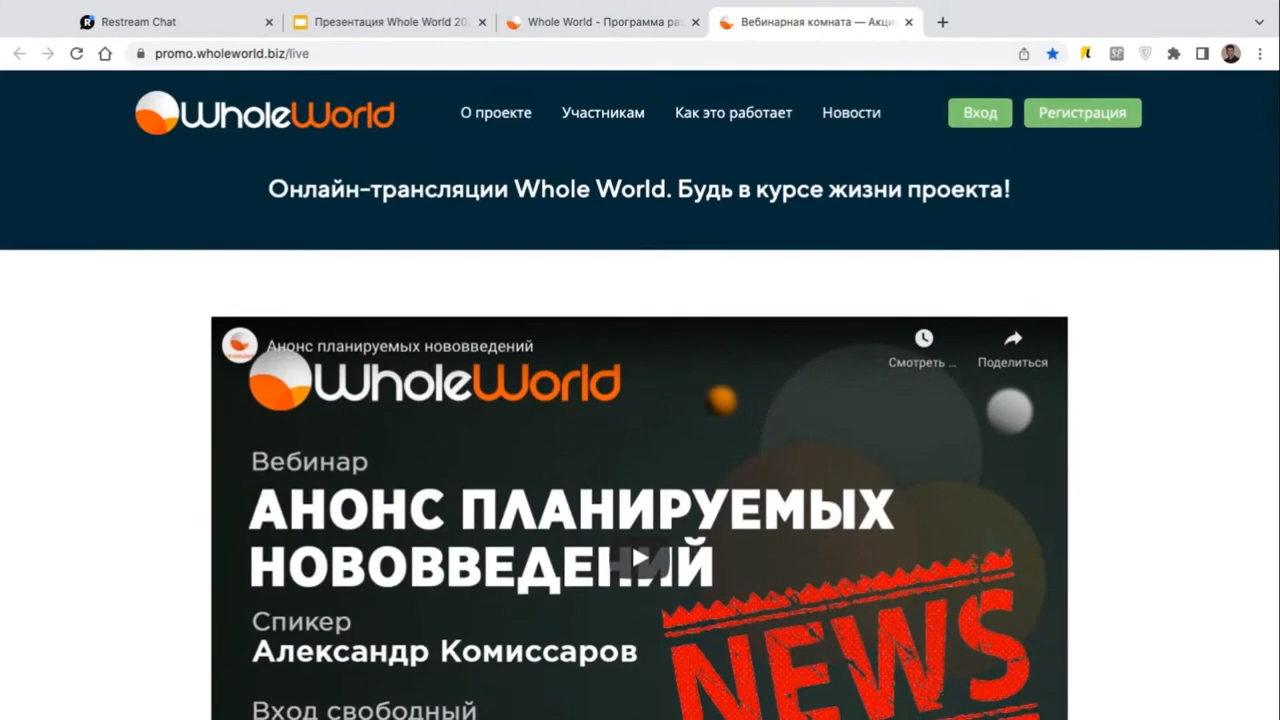 Restream Chat
Презентация Whole World 20
Whole World - Программа ра
Вебинарная комната — Акци
promo.wholeworld.biz/live
WholeWorld
О проекте
Участникам
Как это работает
Новости
Вход
Регистрация
Онлайн-трансляции Whole World. Будь в курсе жизни проекта!
Анонс планируемых нововведений
Смотреть ...
Поделиться
WholeWorld
Вебинар
АНОНС ПЛАНИРУЕМЫХ
НОВОВВЕДЕНИЙ
Спикер
Александр Комиссаров
NEWS
Вход свободный